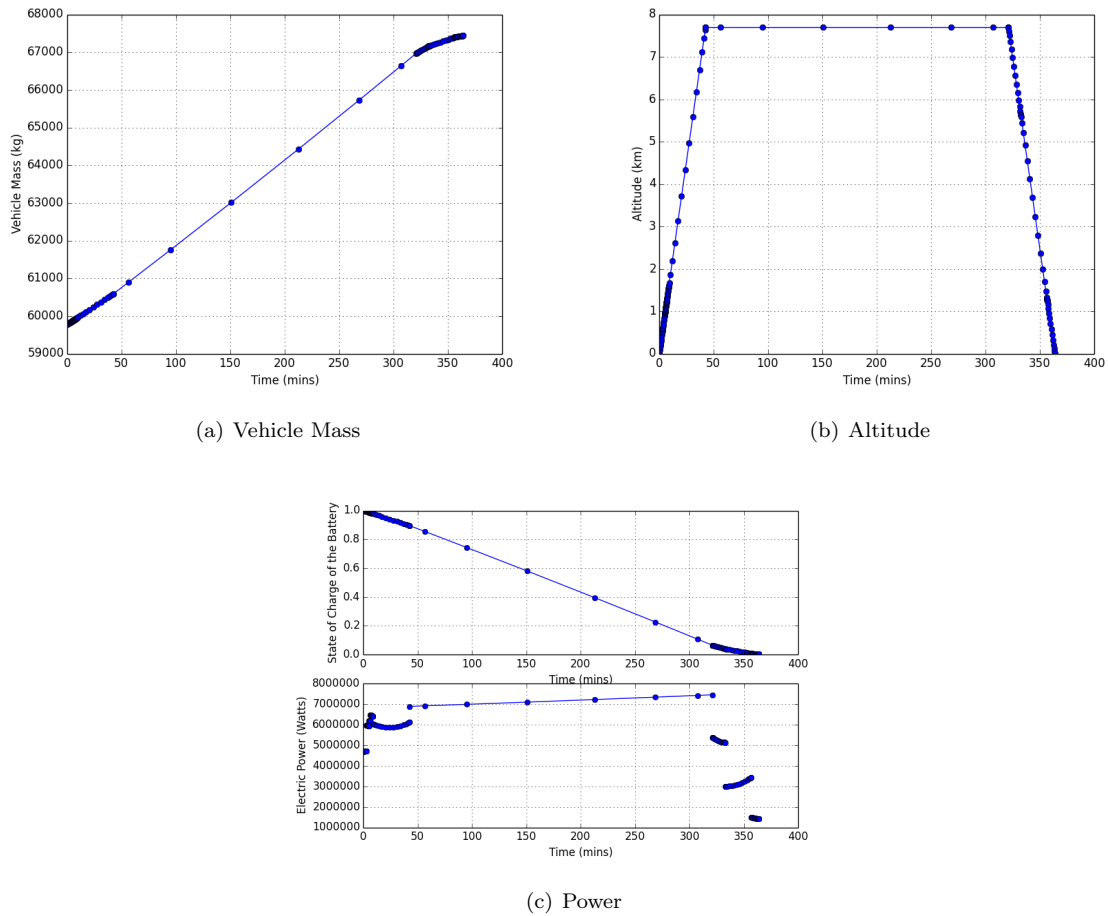 68000
67000
66000
65000
64000
63000
62000
61000
60000
59000
Vehicle Mass (kg)
0 50 100 150 200 250 300 350 400
Time (mins)
(a) Vehicle Mass
8
7
6
5
4
3
2
1
0
Altitude (km)
0 50 100 150 200 250 300 350 400
Time (mins)
(b) Altitude
1.0
0.8
0.6
0.4
0.2
0.0
State of Charge of the Battery
0 50 100 150 200 250 300 350 400
Time (mins)
8000000
7000000
6000000
5000000
4000000
3000000
2000000
1000000
Electric Power (Watts)
0 50 100 150 200 250 300 350 400
Time (mins)
(c) Power